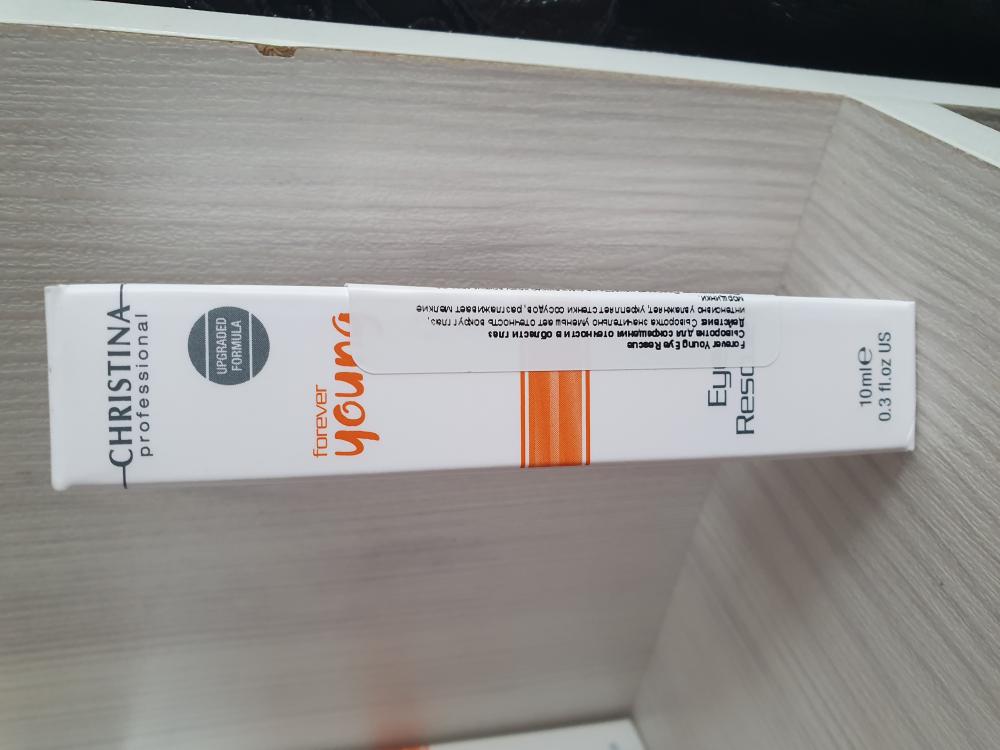 CHRISTINA
professional
UPGRADED
FORMULA
forever
young
Eye
Resc
10ml e
0.3 fl.oz US
Forever Young Eye Rescue
Сыворотка для сокращения отечности в области глаз
Действие: Сыворотка значительно уменьшает отечность вокруг глаз,
интенсивно увлажняет, укрепляет стенки сосудов, разглаживает мелкие
морщинки.